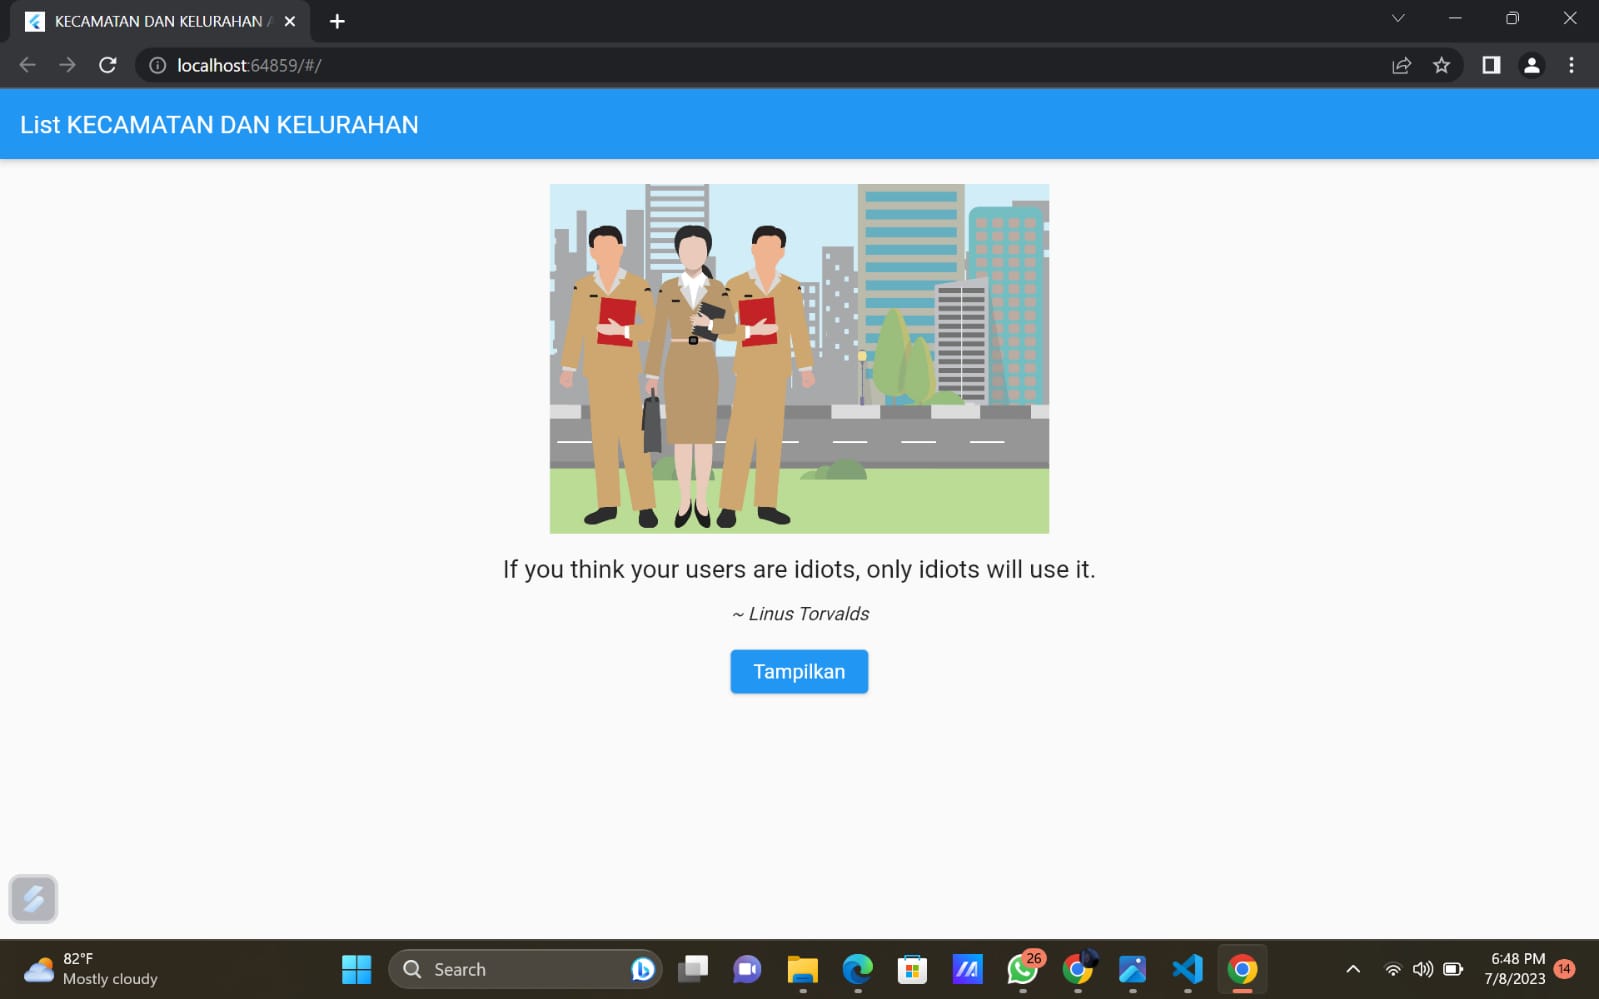 KECAMATAN DAN KELURAHAN
localhost:64859/#/
List KECAMATAN DAN KELURAHAN
If you think your users are idiots, only idiots will use it.
~ Linus Torvalds
Tampilkan
82°F
Mostly cloudy
Search
26
6:48 PM
7/8/2023
14